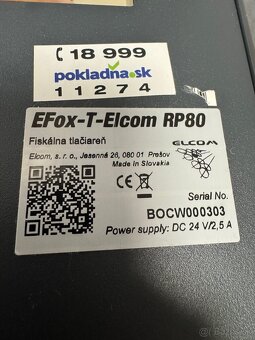 18 999
pokladna.sk
11274
EFox-T-Elcom RP80
Fiskálna tlačiareň
Elcom, s. r. o., Jesenná 26, 080 01 Prešov
Made in Slovakia
ELCOM
CE
Serial No.
BOCW000303
Power supply: DC 24 V/2,5 A